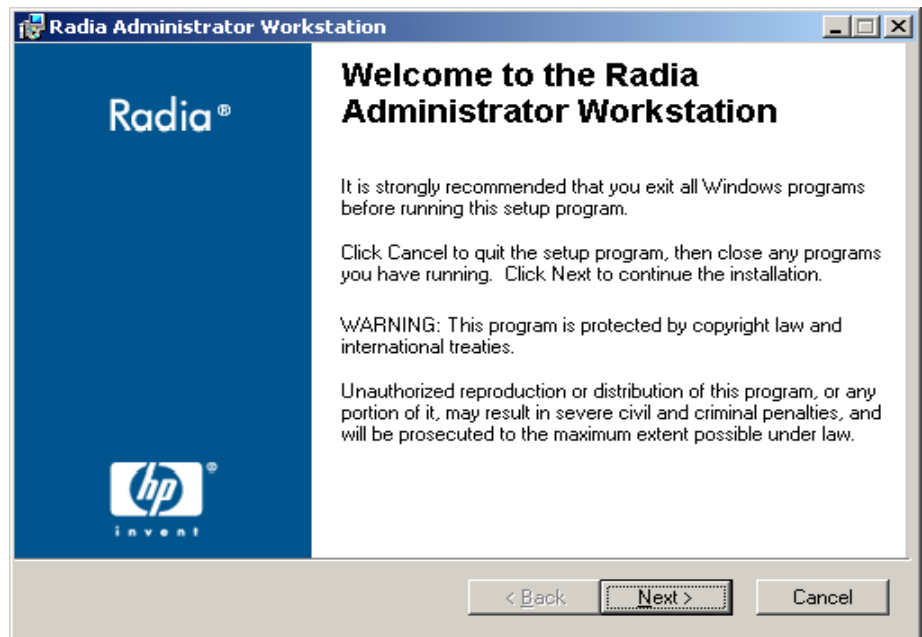 Radia Administrator Workstation
Radia®
Welcome to the Radia
Administrator Workstation
It is strongly recommended that you exit all Windows programs
before running this setup program.
Click Cancel to quit the setup program, then close any programs
you have running. Click Next to continue the installation.
WARNING: This program is protected by copyright law and
international treaties.
Unauthorized reproduction or distribution of this program, or any
portion of it, may result in severe civil and criminal penalties, and
will be prosecuted to the maximum extent possible under law.
hp®
invent
< Back
Next >
Cancel